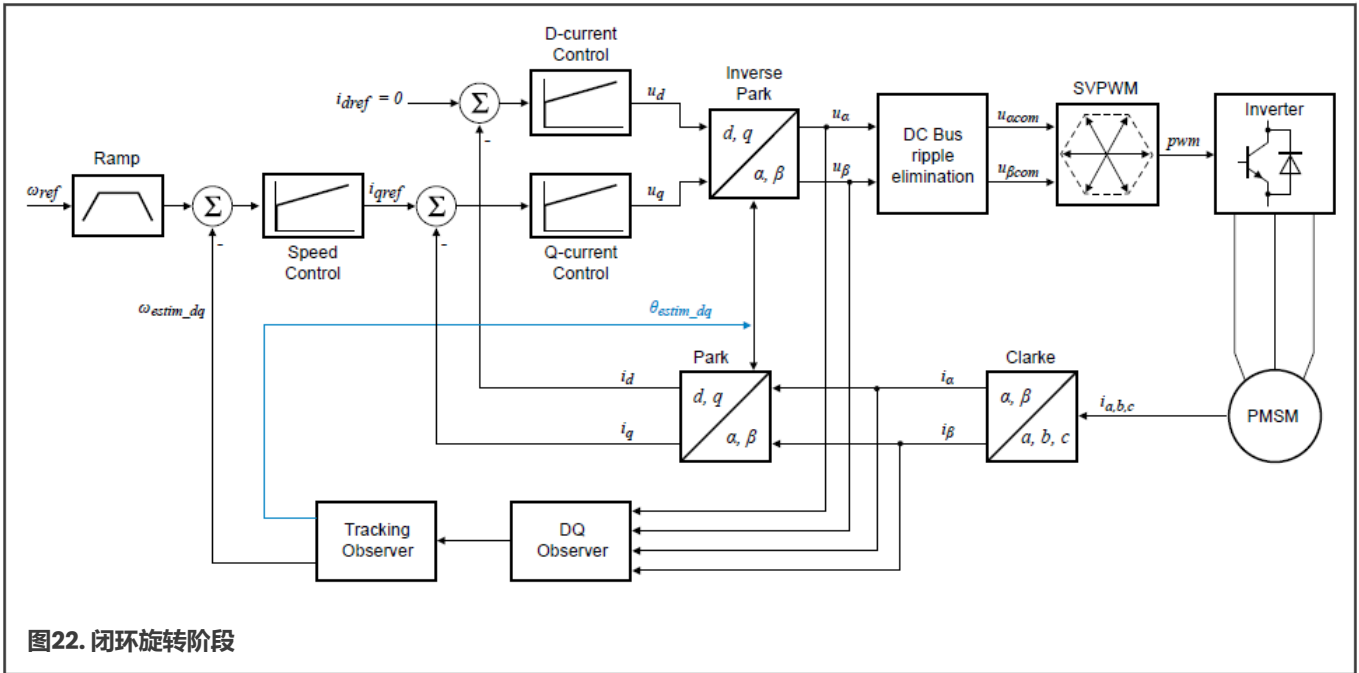 D-current
Control
i_dref = 0
Σ
-
u_d
Inverse
Park
d, q
α, β
u_α
u_β
DC Bus
ripple
elimination
u_αcom
u_βcom
SVPWM
pwm
Inverter
Ramp
ω_ref
Σ
-
Speed
Control
i_qref
Σ
-
Q-current
Control
u_q
ω_estim_dq
θ_estim_dq
Park
d, q
α, β
i_d
i_q
i_α
i_β
Clarke
α, β
a, b, c
i_a,b,c
PMSM
Tracking
Observer
DQ
Observer
图22. 闭环旋转阶段